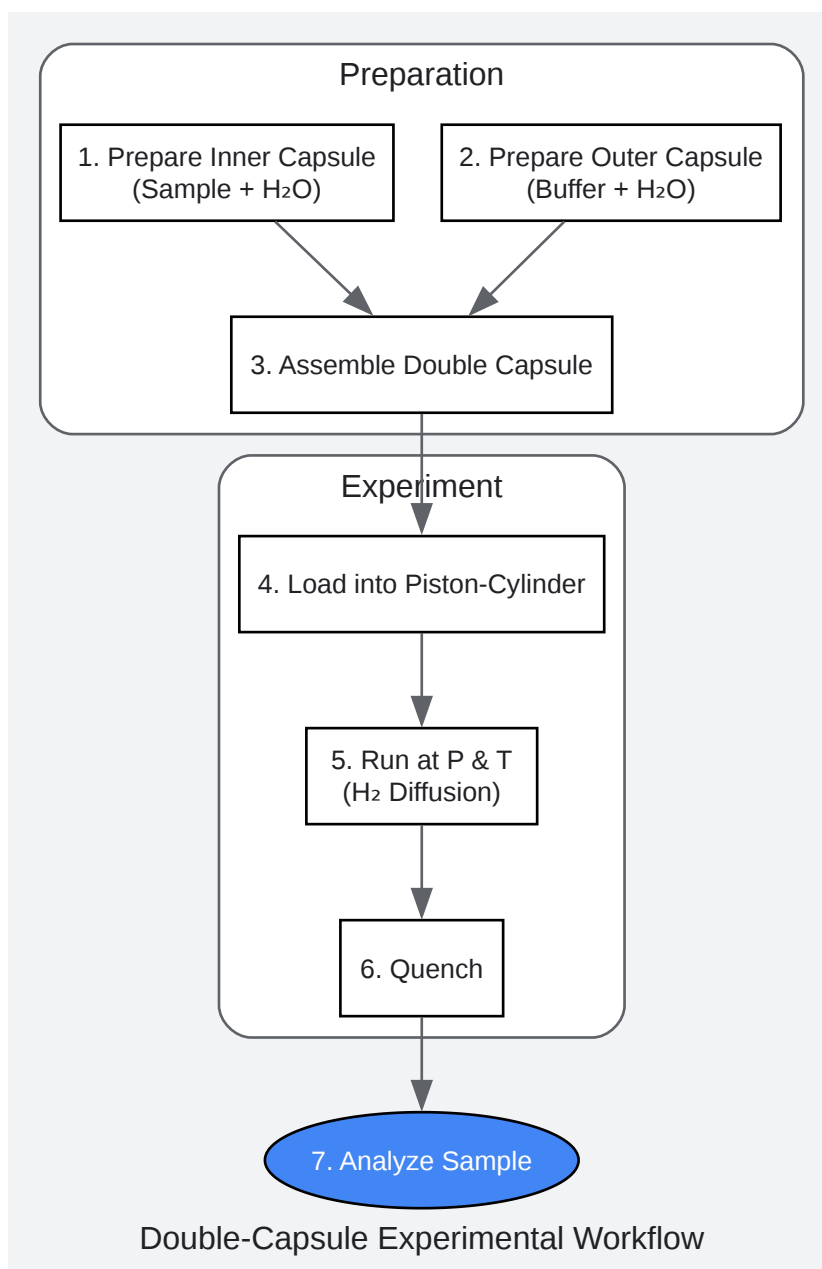 Preparation
1. Prepare Inner Capsule
(Sample + H₂O)
2. Prepare Outer Capsule
(Buffer + H₂O)
3. Assemble Double Capsule
Experiment
4. Load into Piston-Cylinder
5. Run at P & T
(H₂ Diffusion)
6. Quench
7. Analyze Sample
Double-Capsule Experimental Workflow